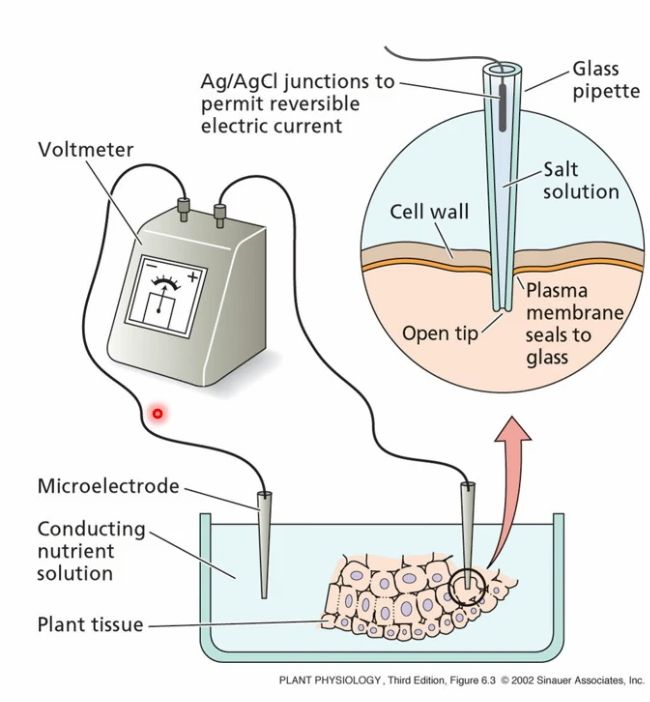 Ag/AgCl junctions to
permit reversible
electric current
Glass
pipette
Voltmeter
Salt
solution
Cell wall
− +
Plasma
membrane
seals to
glass
Open tip
Microelectrode
Conducting
nutrient
solution
Plant tissue
PLANT PHYSIOLOGY, Third Edition, Figure 6.3 © 2002 Sinauer Associates, Inc.